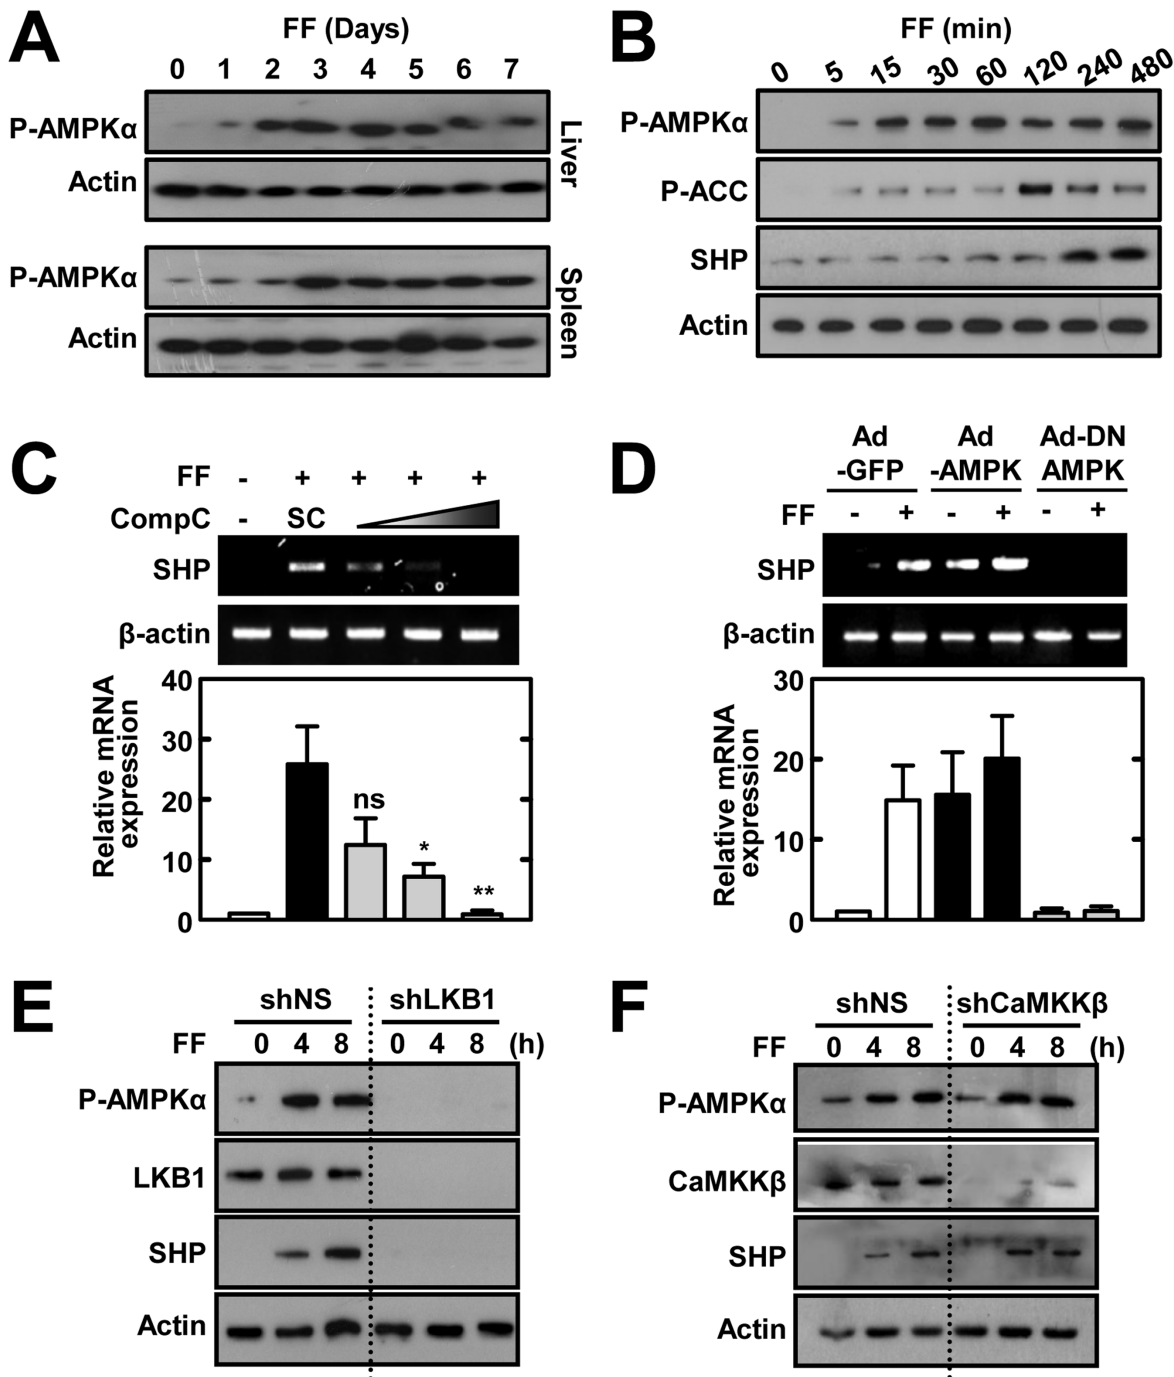 A
FF (Days)
0 1 2 3 4 5 6 7
P-AMPKα
Actin
Liver
P-AMPKα
Actin
Spleen
B
FF (min)
0 5 15 30 60 120 240 480
P-AMPKα
P-ACC
SHP
Actin
C
FF - + + + +
CompC - SC
SHP
β-actin
Relative mRNA
expression
40
30
20
10
0
ns
*
**
D
Ad
-GFP
Ad
-AMPK
Ad-DN
AMPK
FF - + - + - +
SHP
β-actin
Relative mRNA
expression
30
20
10
0
E
shNS shLKB1
FF 0 4 8 0 4 8 (h)
P-AMPKα
LKB1
SHP
Actin
F
shNS shCaMKKβ
FF 0 4 8 0 4 8 (h)
P-AMPKα
CaMKKβ
SHP
Actin